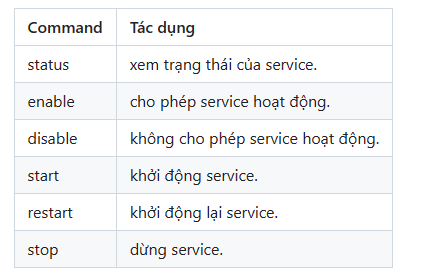 Command Tác dụng
status xem trạng thái của service.
enable cho phép service hoạt động.
disable không cho phép service hoạt động.
start khởi động service.
restart khởi động lại service.
stop dừng service.